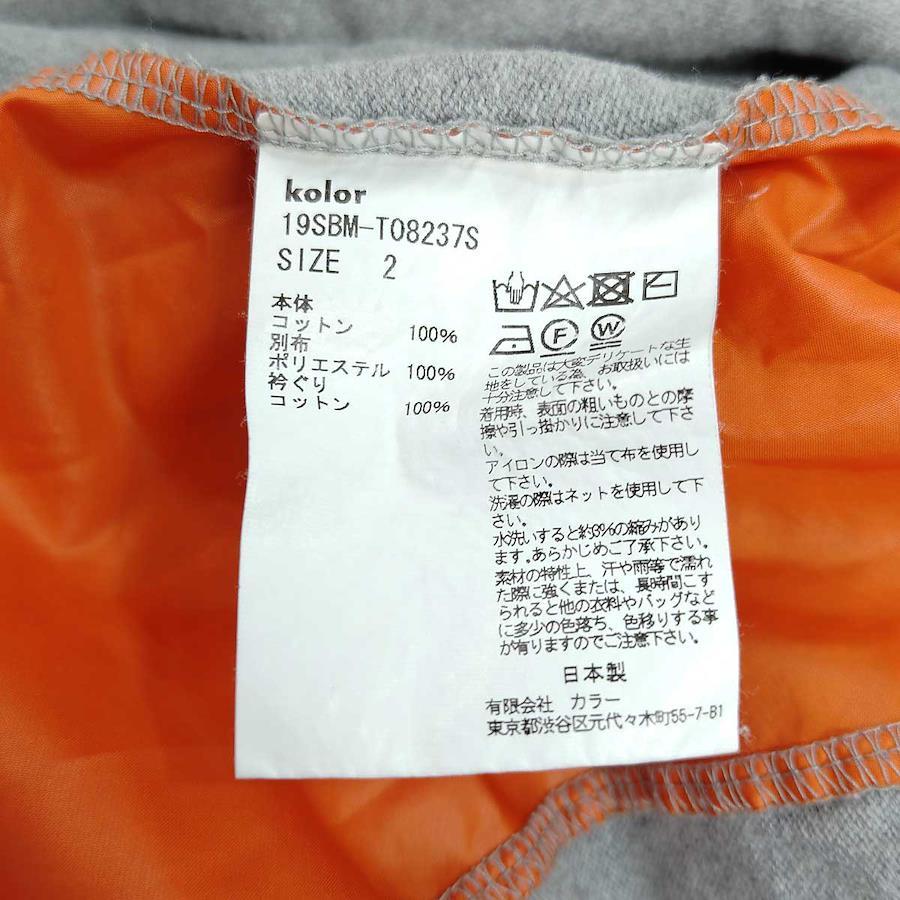 kolor
19SBM-T08237S
SIZE 2
本体
コットン 100%
別布
ポリエステル 100%
衿ぐり
コットン 100%
F
W
この製品は大変デリケートな生
地をしている為、お取扱いには
十分注意して下さい。
着用時、表面の粗いものとの摩
擦や引っ掛かりに注意して下さ
い。
アイロンの際は当て布を使用し
て下さい。
洗濯の際はネットを使用して下
さい。
水洗いすると約3%の縮みがあり
ます。あらかじめご了承下さい。
素材の特性上、汗や雨等で濡れ
た際に強くまたは、長時間こす
られると他の衣料やバッグなど
に多少の色落ち、色移りする事
が有りますのでご注意下さい。
日本製
有限会社 カラー
東京都渋谷区元代々木町55-7-B1